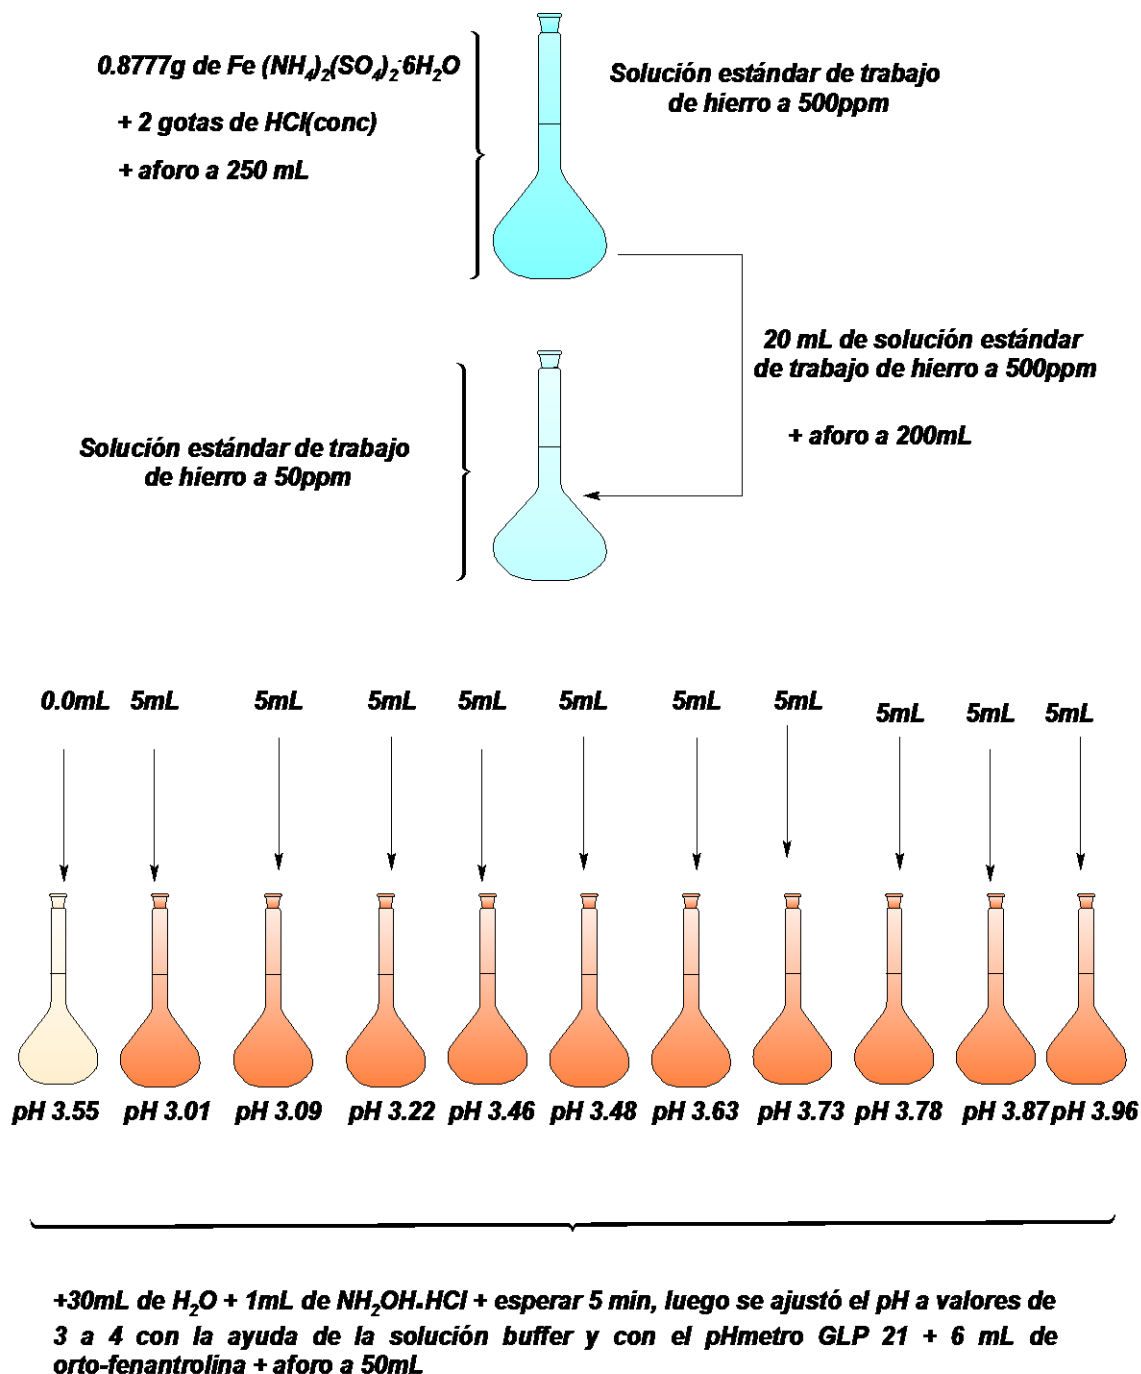 0.8777g de Fe (NH₄)₂(SO₄)₂·6H₂O
+ 2 gotas de HCl(conc)
+ aforo a 250 mL
Solución estándar de trabajo
de hierro a 500ppm
20 mL de solución estándar
de trabajo de hierro a 500ppm
+ aforo a 200mL
Solución estándar de trabajo
de hierro a 50ppm
0.0mL 5mL 5mL 5mL 5mL 5mL 5mL 5mL 5mL 5mL 5mL
pH 3.55 pH 3.01 pH 3.09 pH 3.22 pH 3.46 pH 3.48 pH 3.63 pH 3.73 pH 3.78 pH 3.87 pH 3.96
+30mL de H₂O + 1mL de NH₂OH.HCl + esperar 5 min, luego se ajustó el pH a valores de
3 a 4 con la ayuda de la solución buffer y con el pHmetro GLP 21 + 6 mL de
orto-fenantrolina + aforo a 50mL